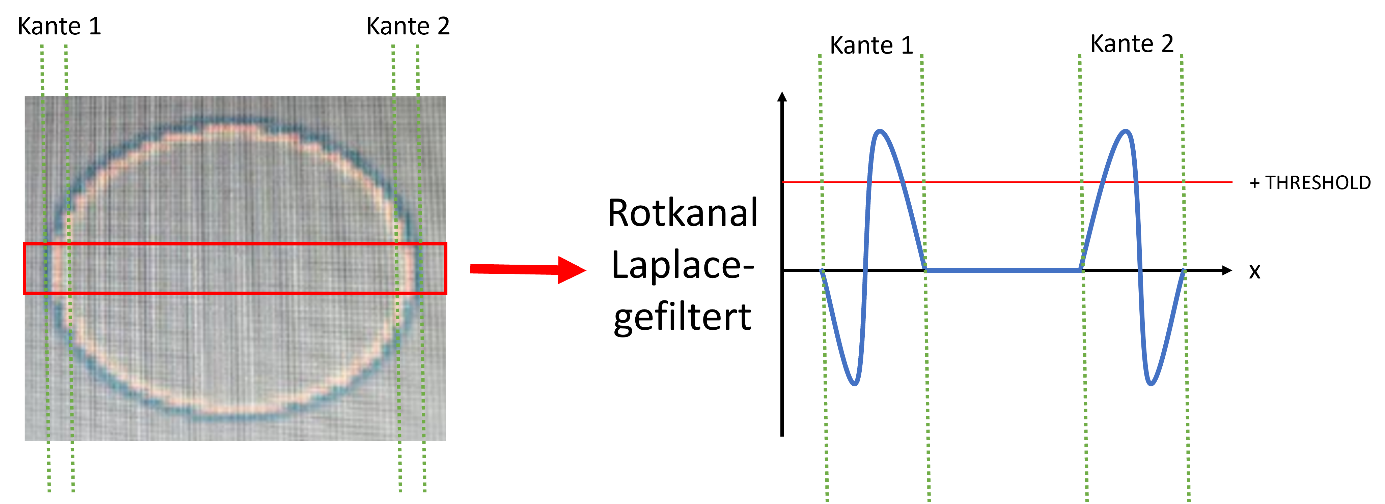 Kante 1
Kante 2
Kante 1
Kante 2
Rotkanal
Laplace-
gefiltert
+ THRESHOLD
x